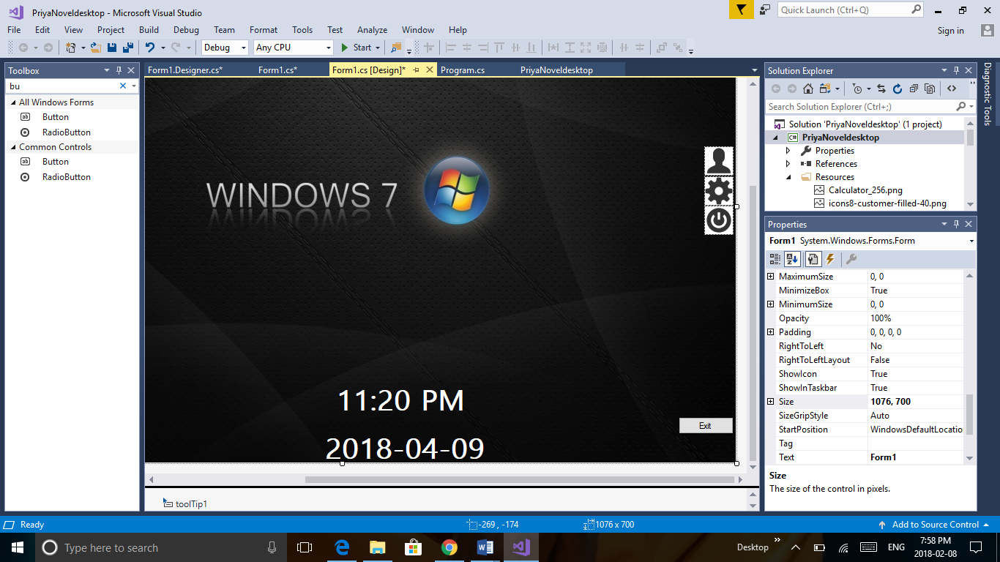 PriyaNoveldesktop - Microsoft Visual Studio
Quick Launch (Ctrl+Q)
File Edit View Project Build Debug Team Format Tools Test Analyze Window Help
Sign in
Debug Any CPU Start
Toolbox
bu
All Windows Forms
Button
RadioButton
Common Controls
Button
RadioButton
Form1.Designer.cs* Form1.cs* Form1.cs [Design]* Program.cs PriyaNoveldesktop
WINDOWS 7
11:20 PM
2018-04-09
Exit
toolTip1
Solution Explorer
Search Solution Explorer (Ctrl+;)
Solution 'PriyaNoveldesktop' (1 project)
C# PriyaNoveldesktop
Properties
References
Resources
Calculator_256.png
icons8-customer-filled-40.png
Properties
Form1 System.Windows.Forms.Form
MaximumSize 0, 0
MinimizeBox True
MinimumSize 0, 0
Opacity 100%
Padding 0, 0, 0, 0
RightToLeft No
RightToLeftLayout False
ShowIcon True
ShowInTaskbar True
Size 1076, 700
SizeGripStyle Auto
StartPosition WindowsDefaultLocatio
Tag
Text Form1
Size
The size of the control in pixels.
Diagnostic Tools
Ready -269 , -174 1076 x 700 Add to Source Control
Type here to search
Desktop
ENG
7:58 PM
2018-02-08